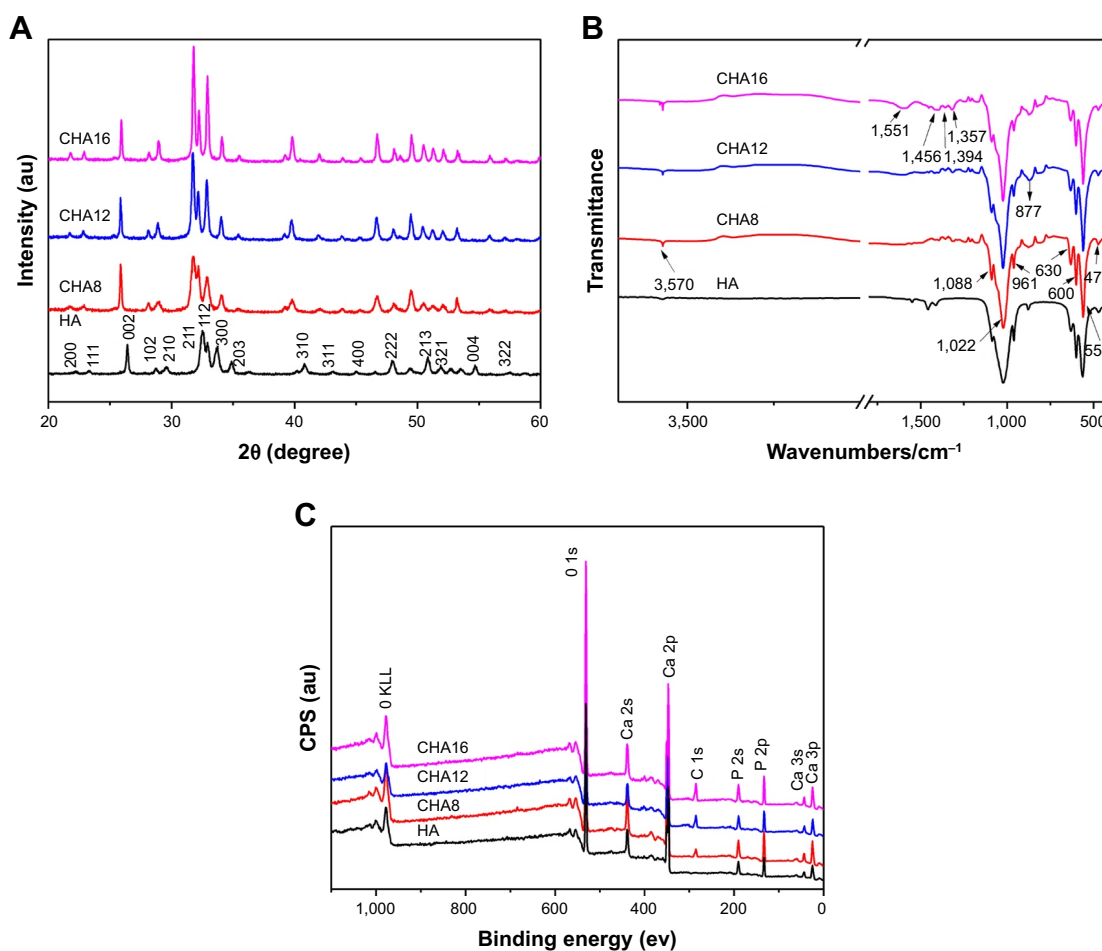 A
Intensity (au)
CHA16
CHA12
CHA8
HA
200
111
002
102
210
211
112
300
203
310
311
400
222
213
321
004
322
20
30
40
50
60
2θ (degree)
B
Transmittance
CHA16
1,551
1,357
1,456
1,394
CHA12
877
CHA8
3,570
1,088
961
630
600
47
HA
1,022
55
3,500
1,500
1,000
500
Wavenumbers/cm⁻¹
C
CPS (au)
0 KLL
0 1s
Ca 2s
Ca 2p
C 1s
P 2s
P 2p
Ca 3s
Ca 3p
CHA16
CHA12
CHA8
HA
1,000
800
600
400
200
0
Binding energy (ev)